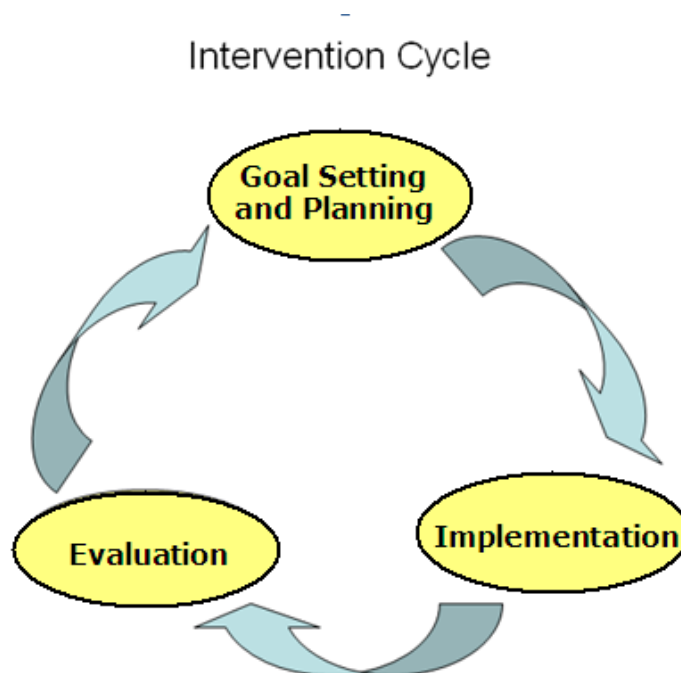 Intervention Cycle
Goal Setting
and Planning
Evaluation
Implementation